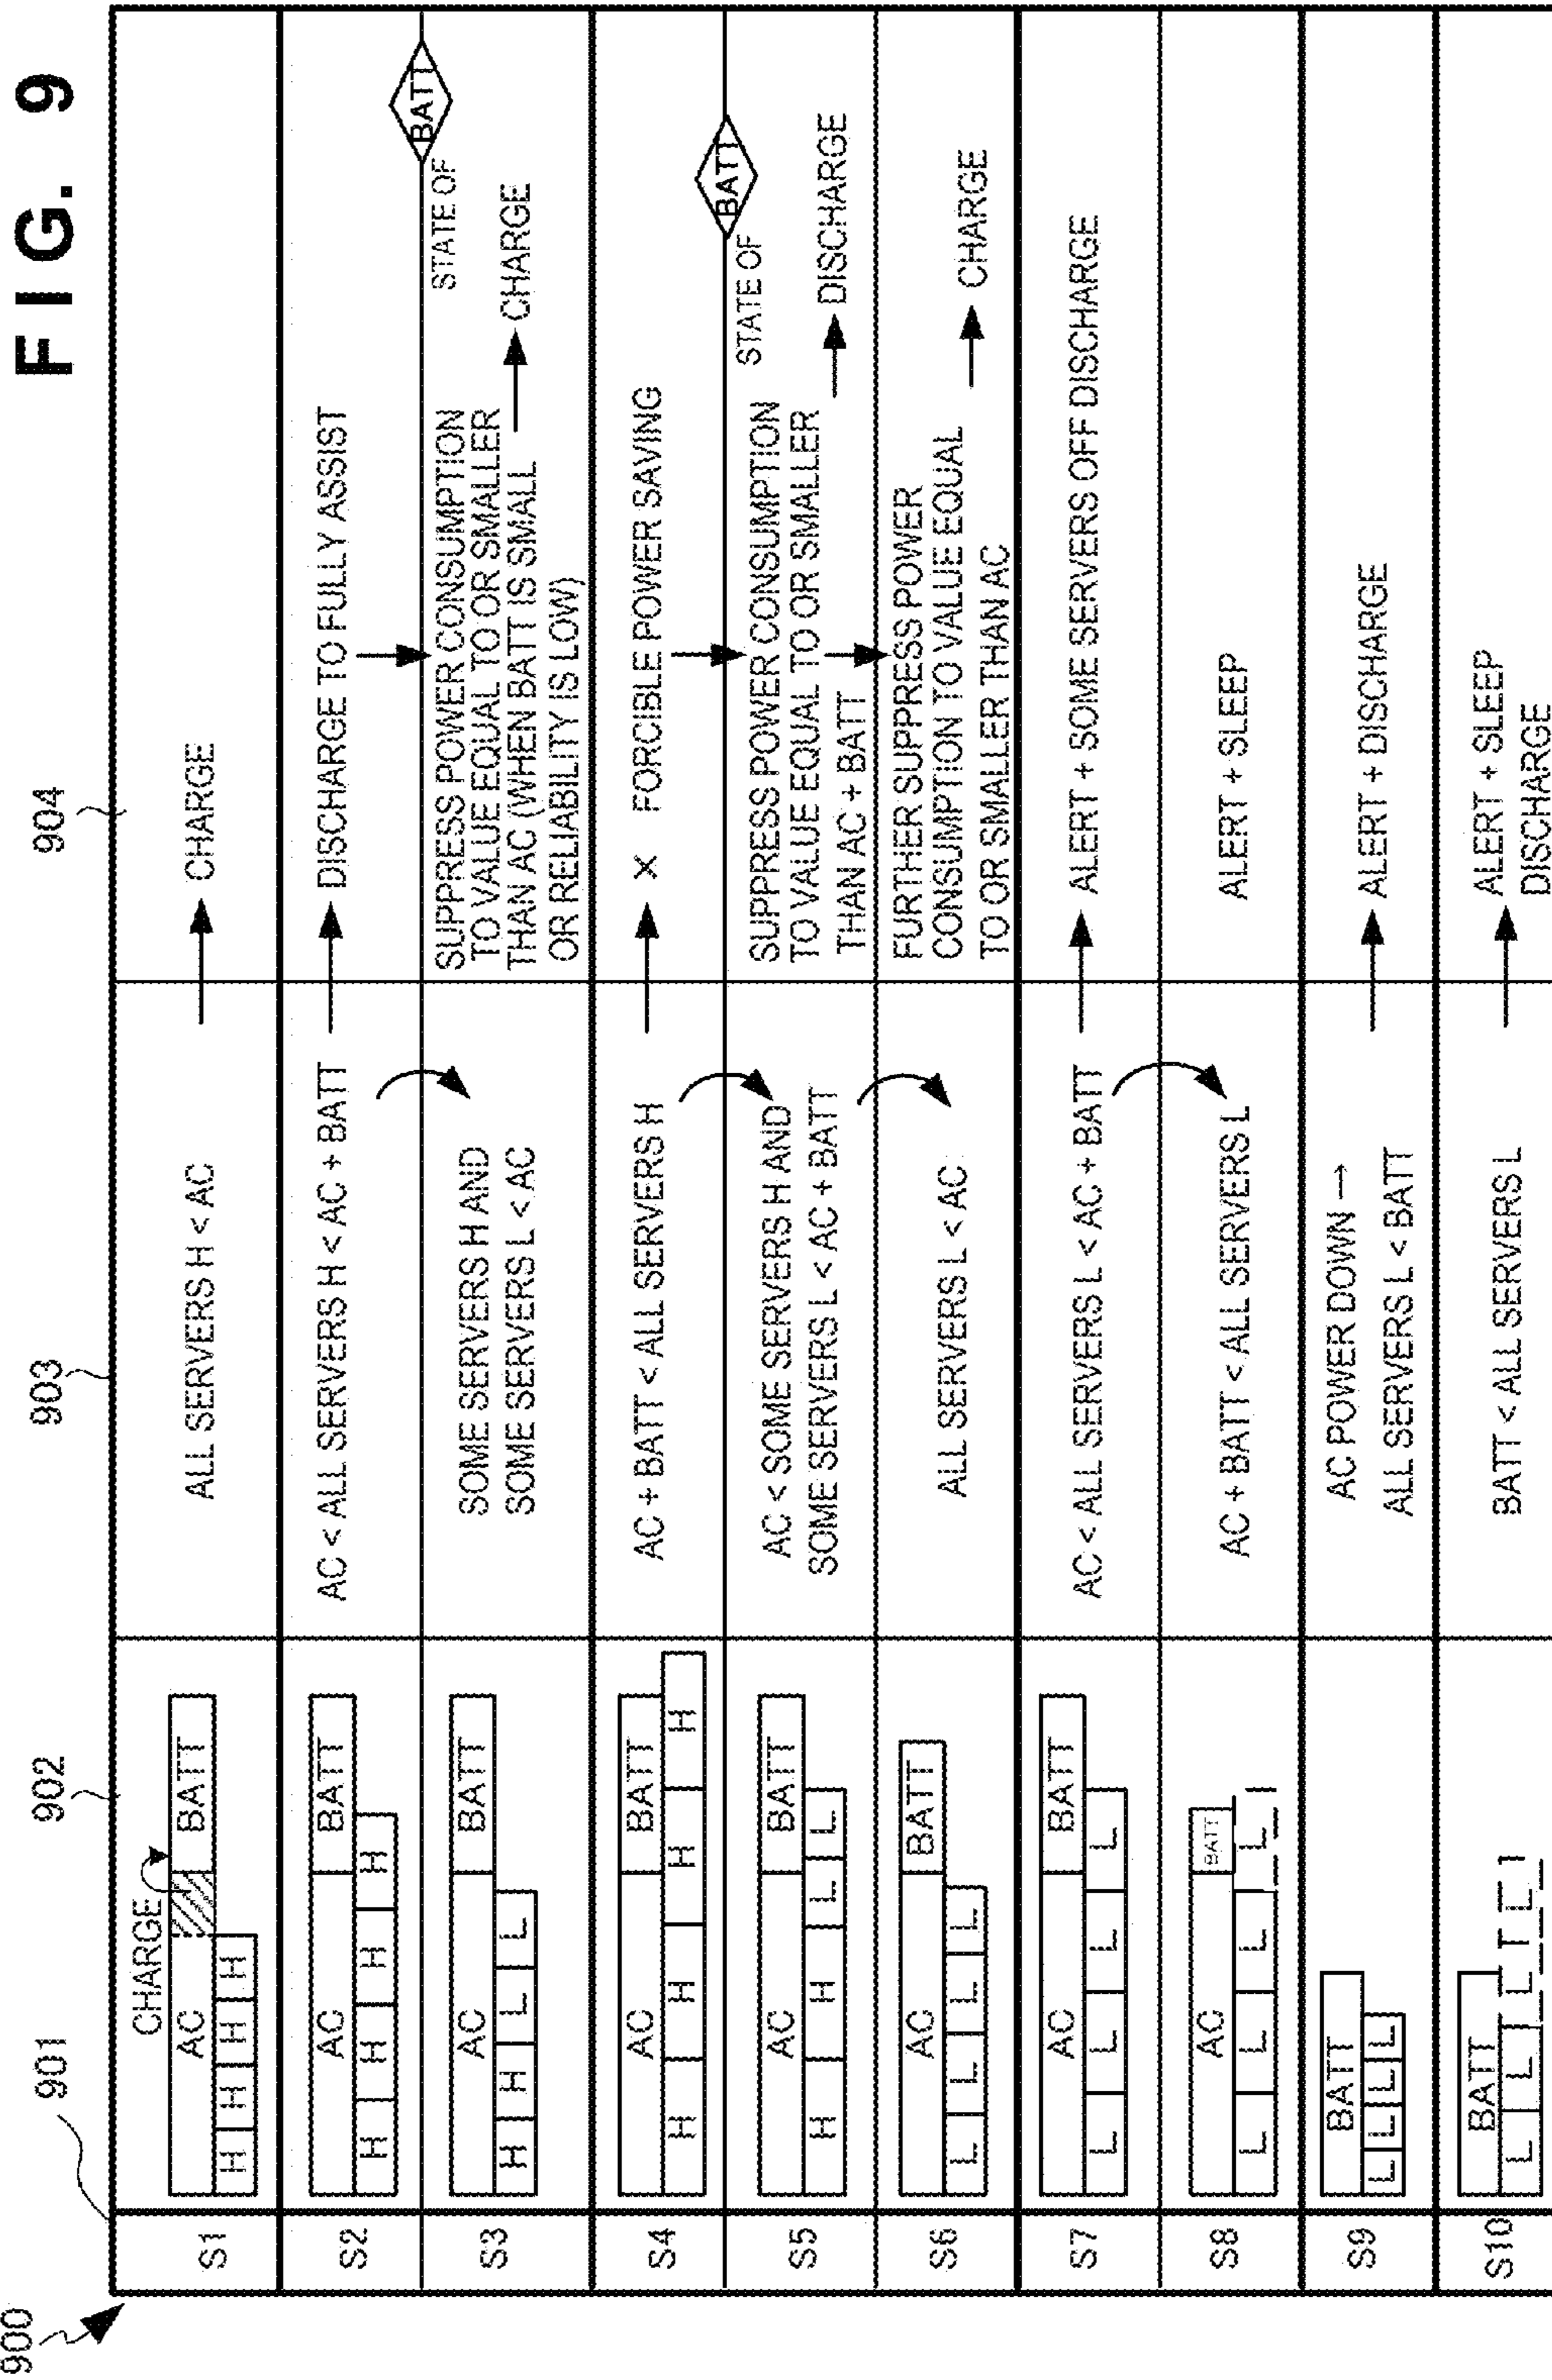 FIG. 9
900
901
902
903
904
S1
CHARGE
AC
BATT
H H H H
ALL SERVERS H < AC
CHARGE
S2
AC
BATT
H H H H
AC < ALL SERVERS H < AC + BATT
DISCHARGE TO FULLY ASSIST
STATE OF
BATT
S3
AC
BATT
H H L L
SOME SERVERS H AND
SOME SERVERS L < AC
SUPPRESS POWER CONSUMPTION
TO VALUE EQUAL TO OR SMALLER
THAN AC (WHEN BATT IS SMALL
OR RELIABILITY IS LOW)
CHARGE
S4
AC
BATT
H H H H
AC + BATT < ALL SERVERS H
× FORCIBLE POWER SAVING
STATE OF
BATT
S5
AC
BATT
H H L L
AC < SOME SERVERS H AND
SOME SERVERS L < AC + BATT
SUPPRESS POWER CONSUMPTION
TO VALUE EQUAL TO OR SMALLER
THAN AC + BATT
DISCHARGE
S6
AC
BATT
L L L L
ALL SERVERS L < AC
FURTHER SUPPRESS POWER
CONSUMPTION TO VALUE EQUAL
TO OR SMALLER THAN AC
CHARGE
S7
AC
BATT
L L L L
AC < ALL SERVERS L < AC + BATT
ALERT + SOME SERVERS OFF DISCHARGE
S8
AC
BATT
L L L L
AC + BATT < ALL SERVERS L
ALERT + SLEEP
S9
BATT
L L L L
AC POWER DOWN →
ALL SERVERS L < BATT
ALERT + DISCHARGE
S10
BATT
L L L L
BATT < ALL SERVERS L
ALERT + SLEEP
DISCHARGE